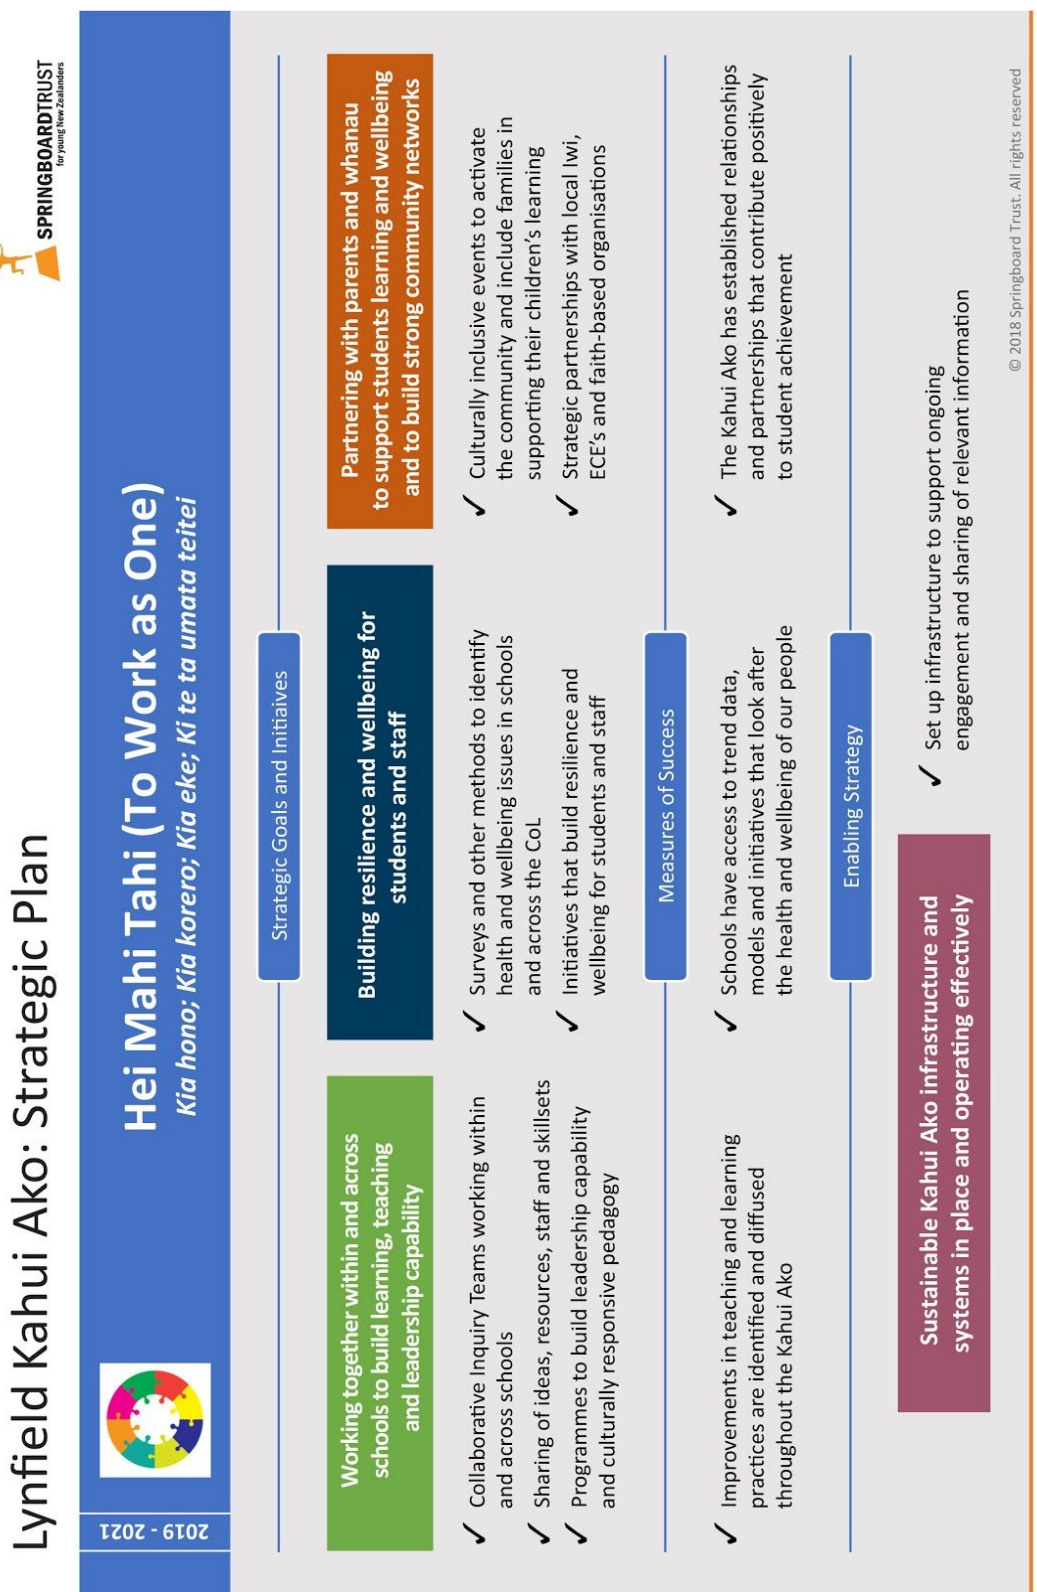 Lynfield Kahui Ako: Strategic Plan
SPRINGBOARDTRUST
for young New Zealanders
2019 - 2021
Hei Mahi Tahi (To Work as One)
Kia hono; Kia korero; Kia eke; Ki te ta umata teitei
Strategic Goals and Initiaives
Working together within and across
schools to build learning, teaching
and leadership capability
✓ Collaborative Inquiry Teams working within
and across schools
✓ Sharing of ideas, resources, staff and skillsets
✓ Programmes to build leadership capability
and culturally responsive pedagogy
Building resilience and wellbeing for
students and staff
✓ Surveys and other methods to identify
health and wellbeing issues in schools
and across the CoL
✓ Initiatives that build resilience and
wellbeing for students and staff
Partnering with parents and whanau
to support students learning and wellbeing
and to build strong community networks
✓ Culturally inclusive events to activate
the community and include families in
supporting their children's learning
✓ Strategic partnerships with local Iwi,
ECE's and faith-based organisations
Measures of Success
✓ Improvements in teaching and learning
practices are identified and diffused
throughout the Kahui Ako
✓ Schools have access to trend data,
models and initiatives that look after
the health and wellbeing of our people
✓ The Kahui Ako has established relationships
and partnerships that contribute positively
to student achievement
Enabling Strategy
Sustainable Kahui Ako infrastructure and
systems in place and operating effectively
✓ Set up infrastructure to support ongoing
engagement and sharing of relevant information
© 2018 Springboard Trust. All rights reserved